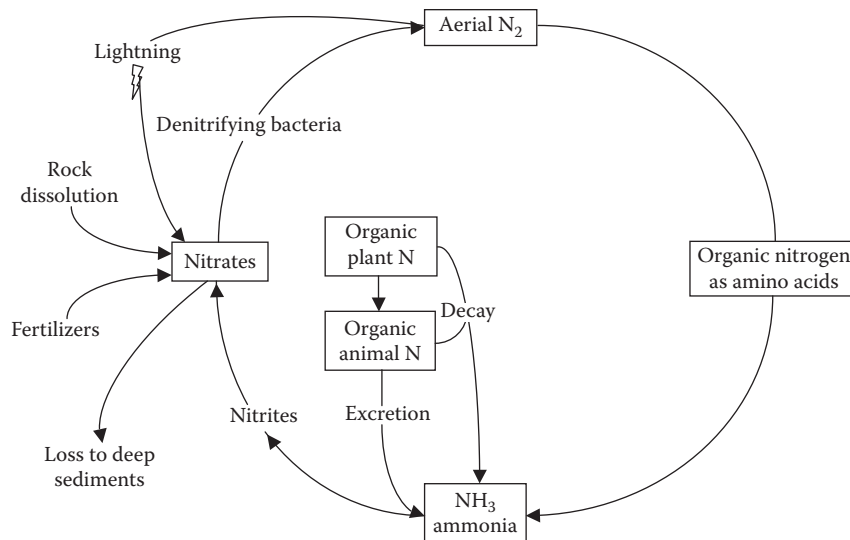 Aerial N₂
Lightning
Denitrifying bacteria
Rock
dissolution
Nitrates
Organic
plant N
Organic nitrogen
as amino acids
Fertilizers
Decay
Organic
animal N
Nitrites
Excretion
Loss to deep
sediments
NH₃
ammonia